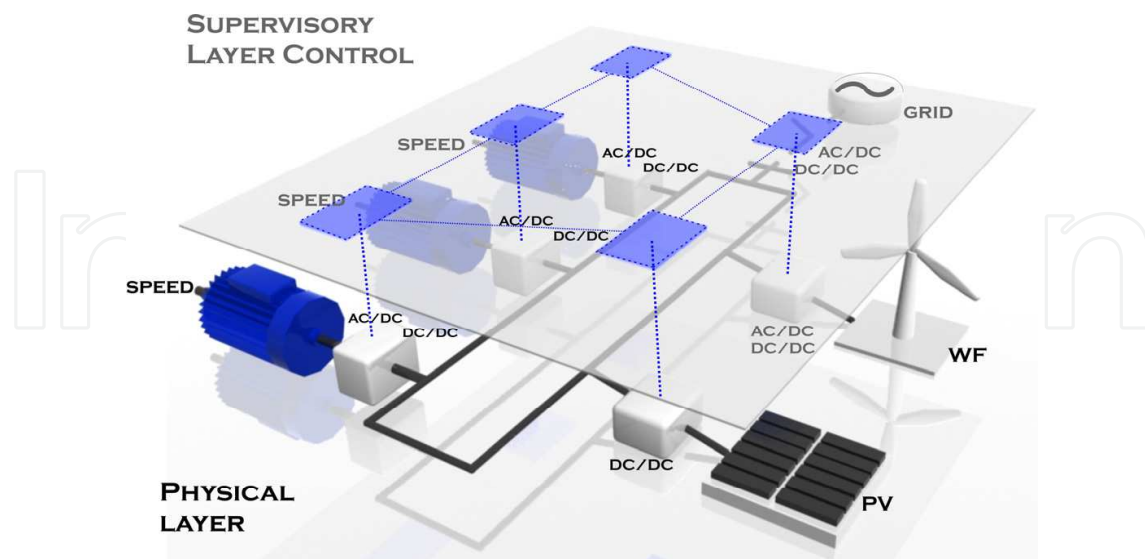 SUPERVISORY
LAYER CONTROL
GRID
SPEED
AC/DC
DC/DC
AC/DC
DC/DC
SPEED
AC/DC
DC/DC
SPEED
AC/DC
DC/DC
AC/DC
DC/DC
WF
DC/DC
PV
PHYSICAL
LAYER